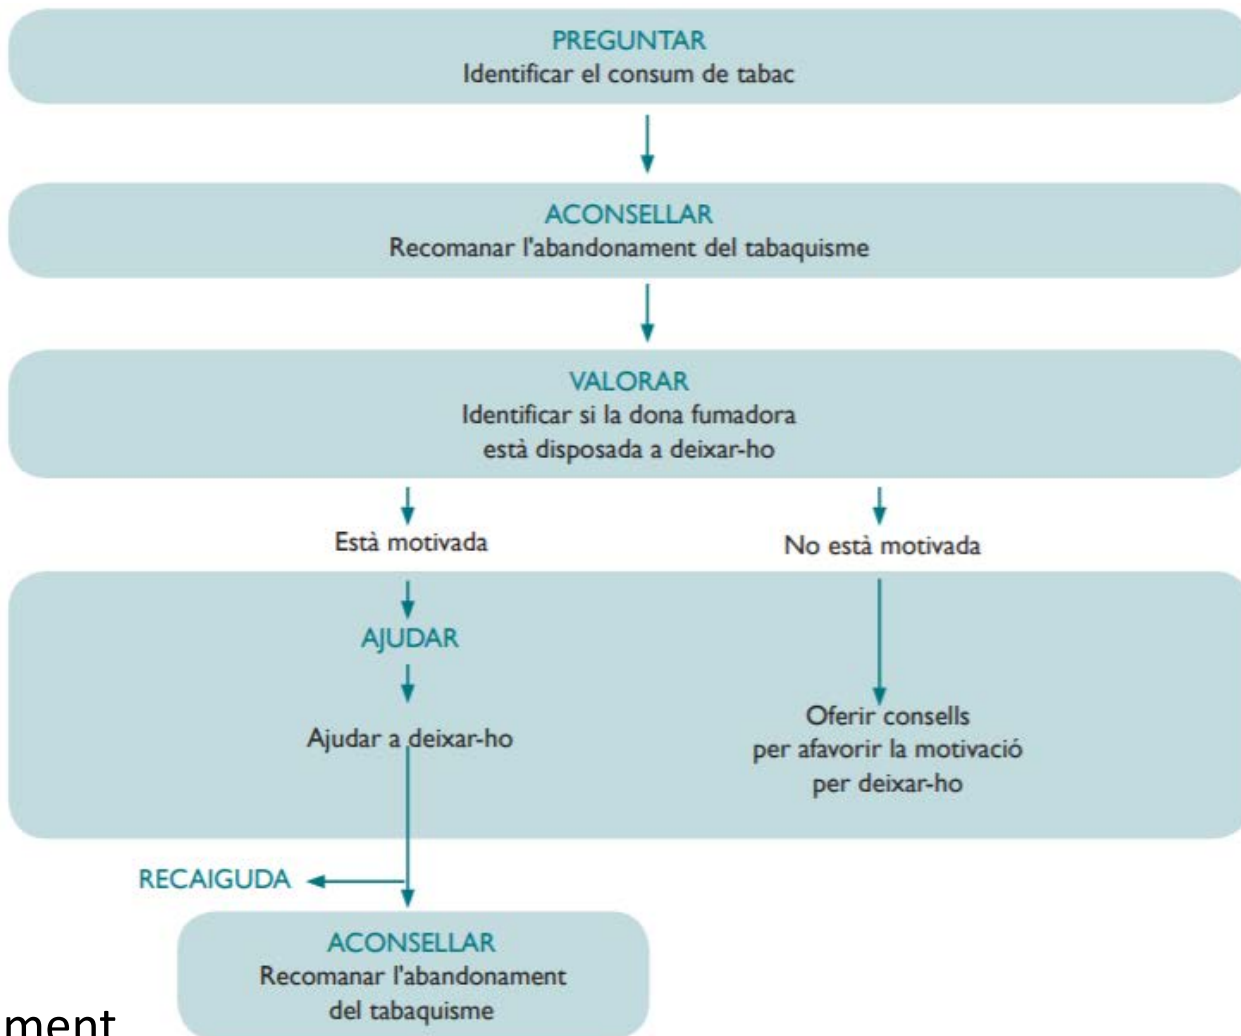 PREGUNTAR
Identificar el consum de tabac
ACONSELLAR
Recomanar l'abandonament del tabaquisme
VALORAR
Identificar si la dona fumadora
està disposada a deixar-ho
Està motivada
No està motivada
AJUDAR
Ajudar a deixar-ho
Oferir consells
per afavorir la motivació
per deixar-ho
RECAIGUDA
ACONSELLAR
Recomanar l'abandonament
del tabaquisme
ment